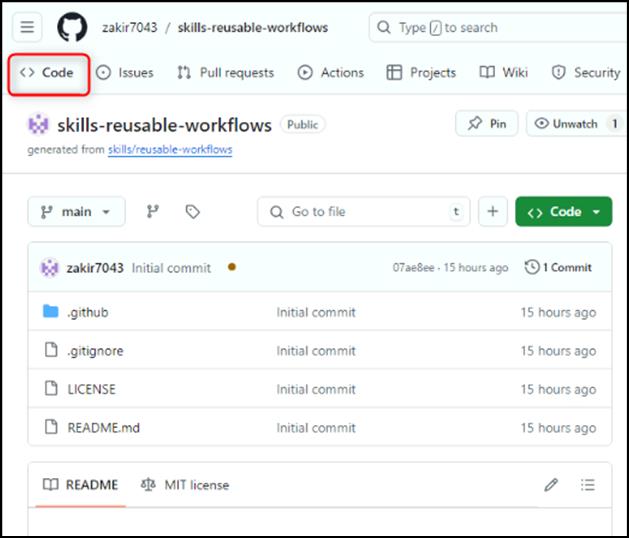 zakir7043 / skills-reusable-workflows Type / to search
Code Issues Pull requests Actions Projects Wiki Security
skills-reusable-workflows Public Pin Unwatch 1
generated from skills/reusable-workflows
main Go to file t Code
zakir7043 Initial commit 07ae8ee · 15 hours ago 1 Commit
.github Initial commit 15 hours ago
.gitignore Initial commit 15 hours ago
LICENSE Initial commit 15 hours ago
README.md Initial commit 15 hours ago
README MIT license